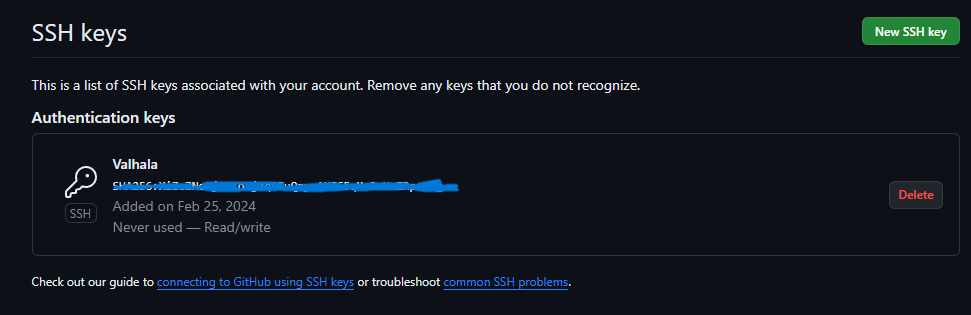 SSH keys
New SSH key
This is a list of SSH keys associated with your account. Remove any keys that you do not recognize.
Authentication keys
Valhala
SSH
Added on Feb 25, 2024
Never used — Read/write
Delete
Check out our guide to connecting to GitHub using SSH keys or troubleshoot common SSH problems.